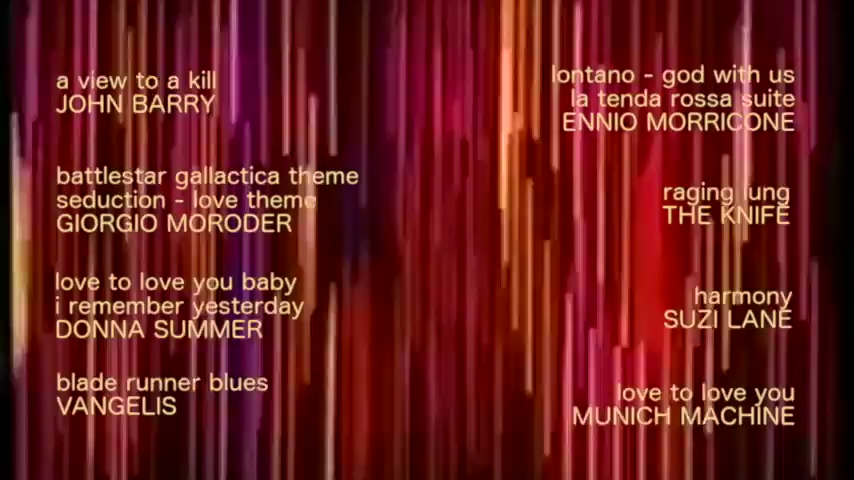 a view to a kill
JOHN BARRY
battlestar gallactica theme
seduction - love theme
GIORGIO MORODER
love to love you baby
i remember yesterday
DONNA SUMMER
blade runner blues
VANGELIS
lontano - god with us
la tenda rossa suite
ENNIO MORRICONE
raging lung
THE KNIFE
harmony
SUZI LANE
love to love you
MUNICH MACHINE